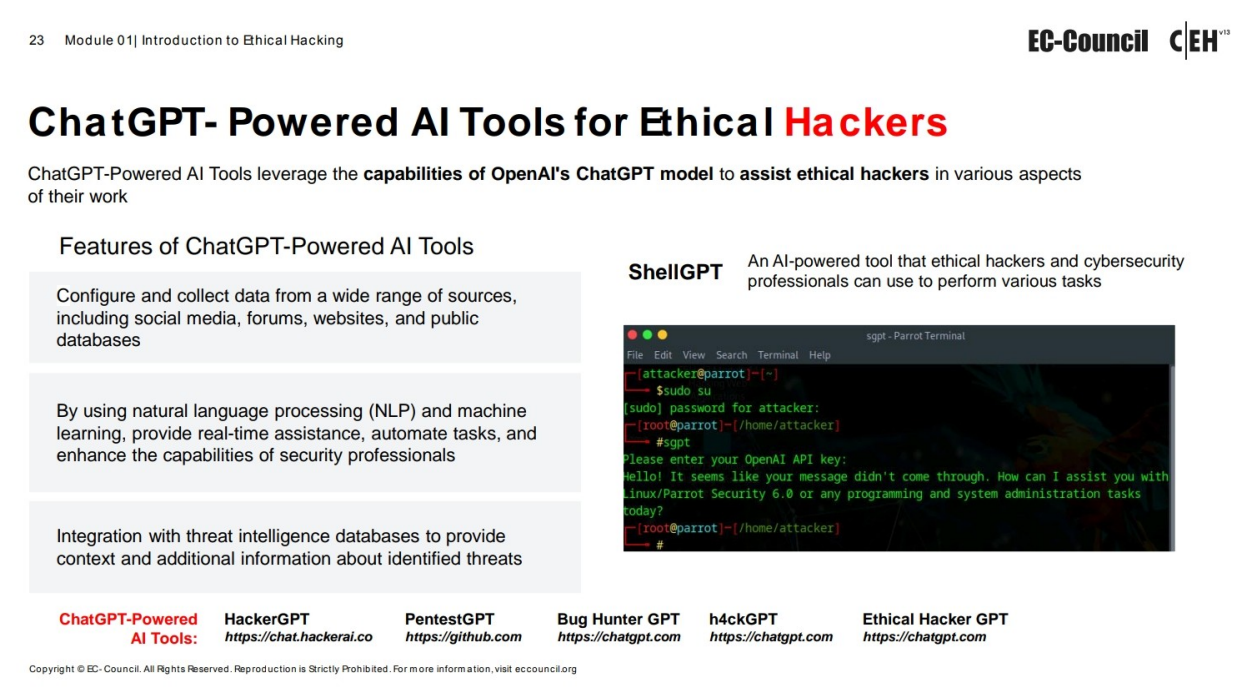 23 Module 01| Introduction to Ethical Hacking
EC-Council C|EH v13
ChatGPT- Powered AI Tools for Ethical Hackers
ChatGPT-Powered AI Tools leverage the capabilities of OpenAI's ChatGPT model to assist ethical hackers in various aspects
of their work
Features of ChatGPT-Powered AI Tools
Configure and collect data from a wide range of sources,
including social media, forums, websites, and public
databases
By using natural language processing (NLP) and machine
learning, provide real-time assistance, automate tasks, and
enhance the capabilities of security professionals
Integration with threat intelligence databases to provide
context and additional information about identified threats
ShellGPT
An AI-powered tool that ethical hackers and cybersecurity
professionals can use to perform various tasks
sgpt - Parrot Terminal
File Edit View Search Terminal Help
[attacker@parrot]─[~]
$sudo su
[sudo] password for attacker:
[root@parrot]─[/home/attacker]
#sgpt
Please enter your OpenAI API key:
Hello! It seems like your message didn't come through. How can I assist you with
Linux/Parrot Security 6.0 or any programming and system administration tasks
today?
[root@parrot]─[/home/attacker]
#
ChatGPT-Powered
AI Tools:
HackerGPT
https://chat.hackerai.co
PentestGPT
https://github.com
Bug Hunter GPT
https://chatgpt.com
h4ckGPT
https://chatgpt.com
Ethical Hacker GPT
https://chatgpt.com
Copyright © EC- Council. All Rights Reserved. Reproduction is Strictly Prohibited. For more information, visit eccouncil.org